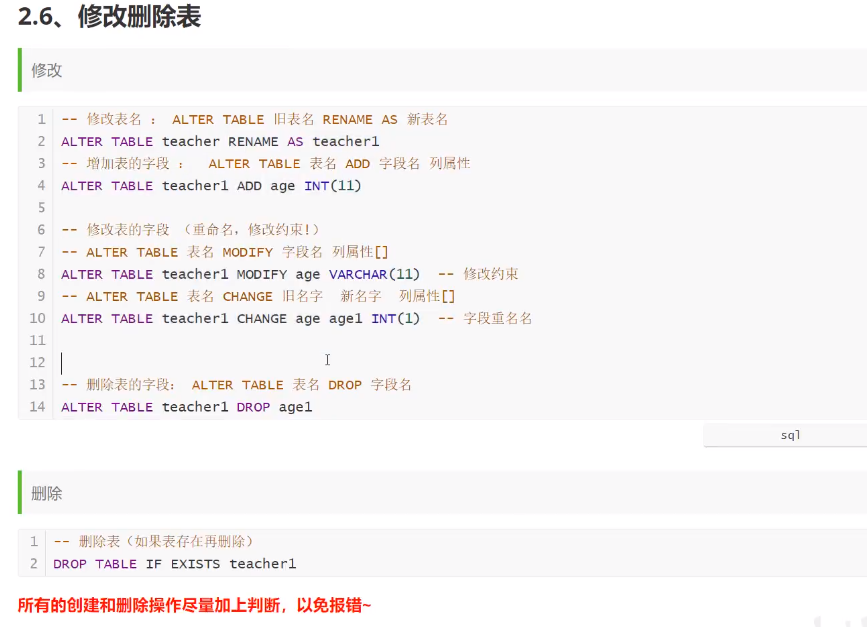 2.6、修改删除表
修改
1 -- 修改表名 ： ALTER TABLE 旧表名 RENAME AS 新表名
2 ALTER TABLE teacher RENAME AS teacher1
3 -- 增加表的字段 ： ALTER TABLE 表名 ADD 字段名 列属性
4 ALTER TABLE teacher1 ADD age INT(11)
5
6 -- 修改表的字段 （重命名，修改约束!）
7 -- ALTER TABLE 表名 MODIFY 字段名 列属性[]
8 ALTER TABLE teacher1 MODIFY age VARCHAR(11) -- 修改约束
9 -- ALTER TABLE 表名 CHANGE 旧名字 新名字 列属性[]
10 ALTER TABLE teacher1 CHANGE age age1 INT(1) -- 字段重名名
11
12
13 -- 删除表的字段： ALTER TABLE 表名 DROP 字段名
14 ALTER TABLE teacher1 DROP age1
sql
删除
1 -- 删除表（如果表存在再删除）
2 DROP TABLE IF EXISTS teacher1
所有的创建和删除操作尽量加上判断，以免报错~